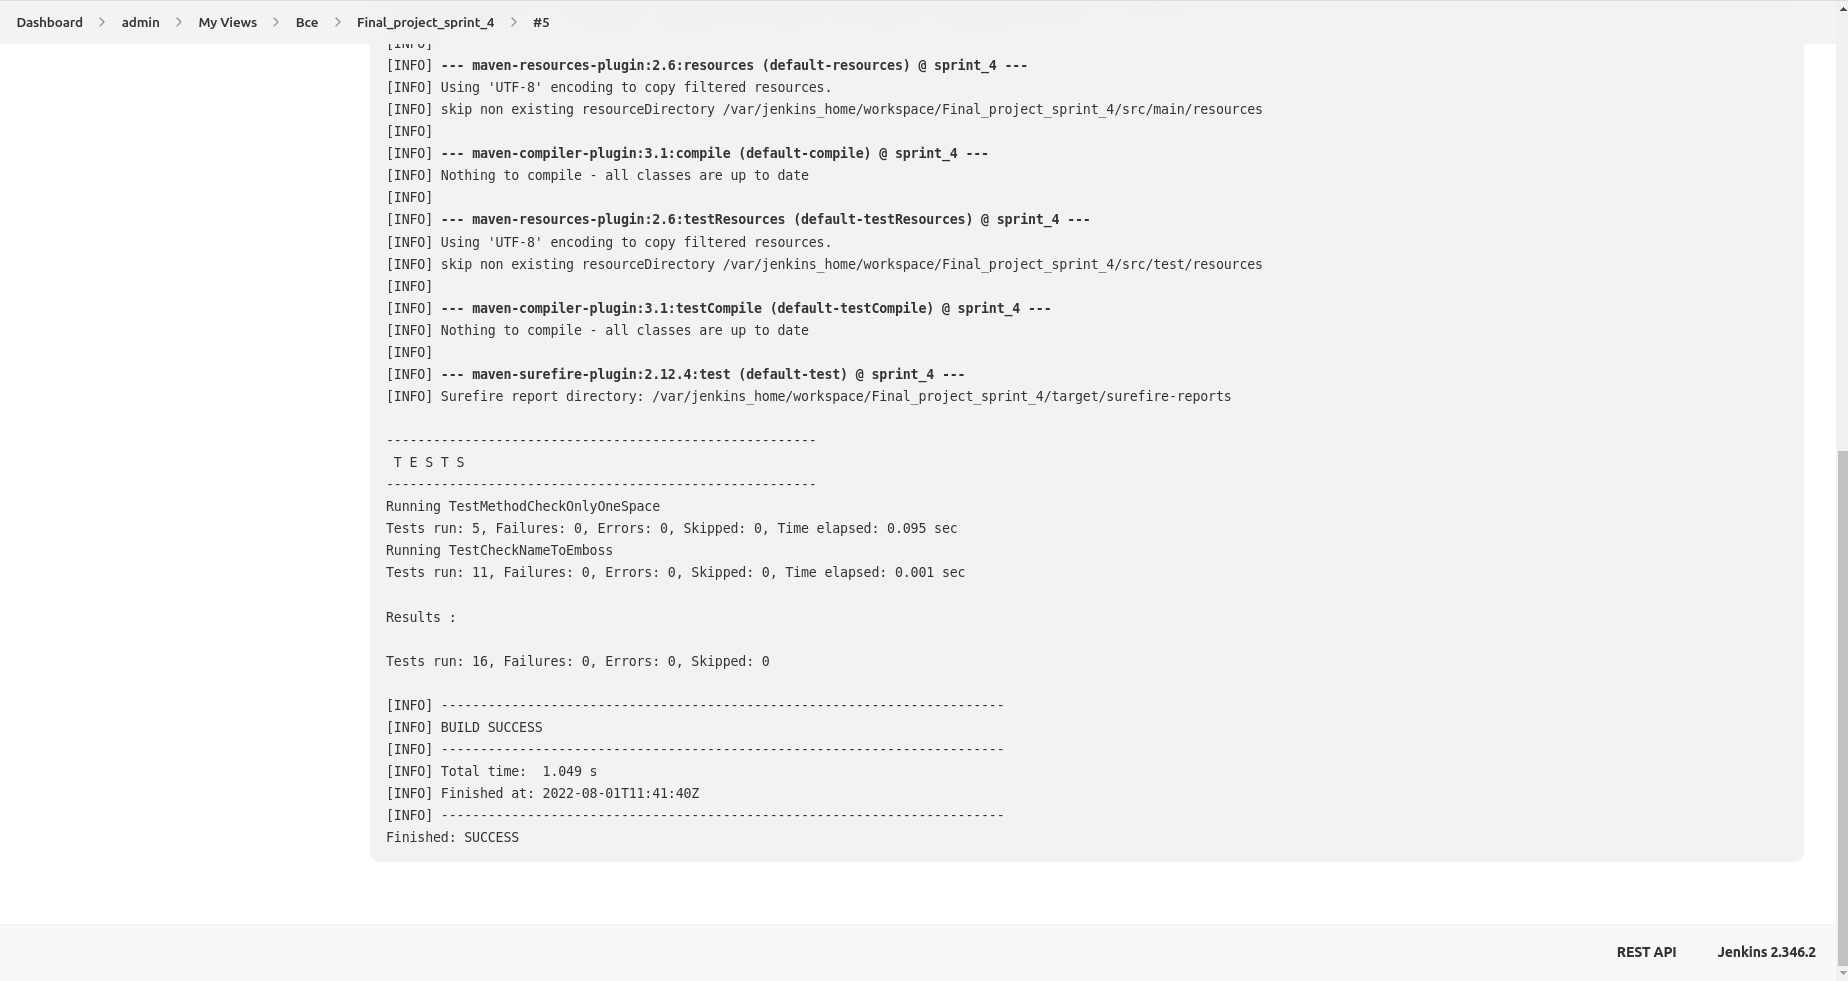 Dashboard > admin > My Views > Все > Final_project_sprint_4 > #5
[INFO]
[INFO] --- maven-resources-plugin:2.6:resources (default-resources) @ sprint_4 ---
[INFO] Using 'UTF-8' encoding to copy filtered resources.
[INFO] skip non existing resourceDirectory /var/jenkins_home/workspace/Final_project_sprint_4/src/main/resources
[INFO]
[INFO] --- maven-compiler-plugin:3.1:compile (default-compile) @ sprint_4 ---
[INFO] Nothing to compile - all classes are up to date
[INFO]
[INFO] --- maven-resources-plugin:2.6:testResources (default-testResources) @ sprint_4 ---
[INFO] Using 'UTF-8' encoding to copy filtered resources.
[INFO] skip non existing resourceDirectory /var/jenkins_home/workspace/Final_project_sprint_4/src/test/resources
[INFO]
[INFO] --- maven-compiler-plugin:3.1:testCompile (default-testCompile) @ sprint_4 ---
[INFO] Nothing to compile - all classes are up to date
[INFO]
[INFO] --- maven-surefire-plugin:2.12.4:test (default-test) @ sprint_4 ---
[INFO] Surefire report directory: /var/jenkins_home/workspace/Final_project_sprint_4/target/surefire-reports
-------------------------------------------------------
T E S T S
-------------------------------------------------------
Running TestMethodCheckOnlyOneSpace
Tests run: 5, Failures: 0, Errors: 0, Skipped: 0, Time elapsed: 0.095 sec
Running TestCheckNameToEmboss
Tests run: 11, Failures: 0, Errors: 0, Skipped: 0, Time elapsed: 0.001 sec
Results :
Tests run: 16, Failures: 0, Errors: 0, Skipped: 0
[INFO] ------------------------------------------------------------------------
[INFO] BUILD SUCCESS
[INFO] ------------------------------------------------------------------------
[INFO] Total time:  1.049 s
[INFO] Finished at: 2022-08-01T11:41:40Z
[INFO] ------------------------------------------------------------------------
Finished: SUCCESS
REST API Jenkins 2.346.2